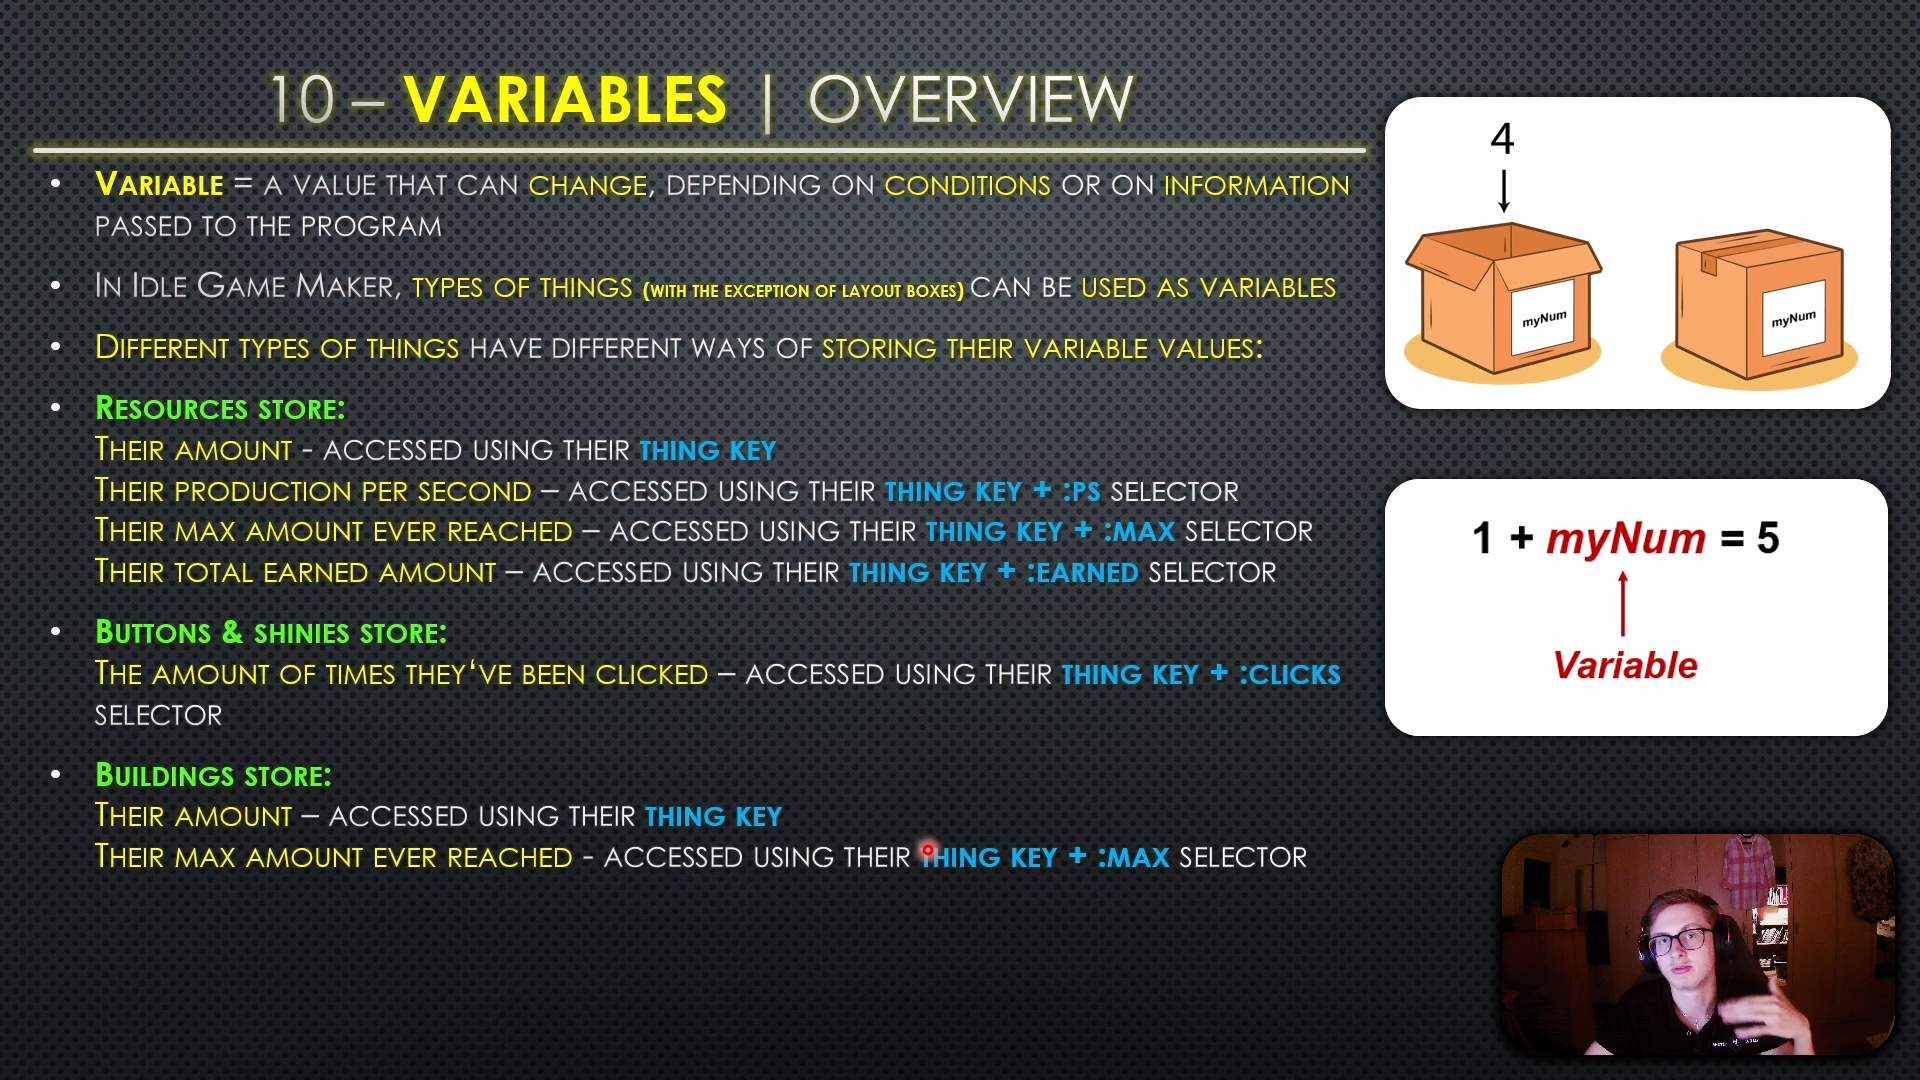 10 – VARIABLES | OVERVIEW
• VARIABLE = A VALUE THAT CAN CHANGE, DEPENDING ON CONDITIONS OR ON INFORMATION
PASSED TO THE PROGRAM
• IN IDLE GAME MAKER, TYPES OF THINGS (WITH THE EXCEPTION OF LAYOUT BOXES) CAN BE USED AS VARIABLES
• DIFFERENT TYPES OF THINGS HAVE DIFFERENT WAYS OF STORING THEIR VARIABLE VALUES:
• RESOURCES STORE:
THEIR AMOUNT - ACCESSED USING THEIR THING KEY
THEIR PRODUCTION PER SECOND – ACCESSED USING THEIR THING KEY + :PS SELECTOR
THEIR MAX AMOUNT EVER REACHED – ACCESSED USING THEIR THING KEY + :MAX SELECTOR
THEIR TOTAL EARNED AMOUNT – ACCESSED USING THEIR THING KEY + :EARNED SELECTOR
• BUTTONS & SHINIES STORE:
THE AMOUNT OF TIMES THEY‘VE BEEN CLICKED – ACCESSED USING THEIR THING KEY + :CLICKS
SELECTOR
• BUILDINGS STORE:
THEIR AMOUNT – ACCESSED USING THEIR THING KEY
THEIR MAX AMOUNT EVER REACHED - ACCESSED USING THEIR THING KEY + :MAX SELECTOR
4
myNum
myNum
1 + myNum = 5
Variable